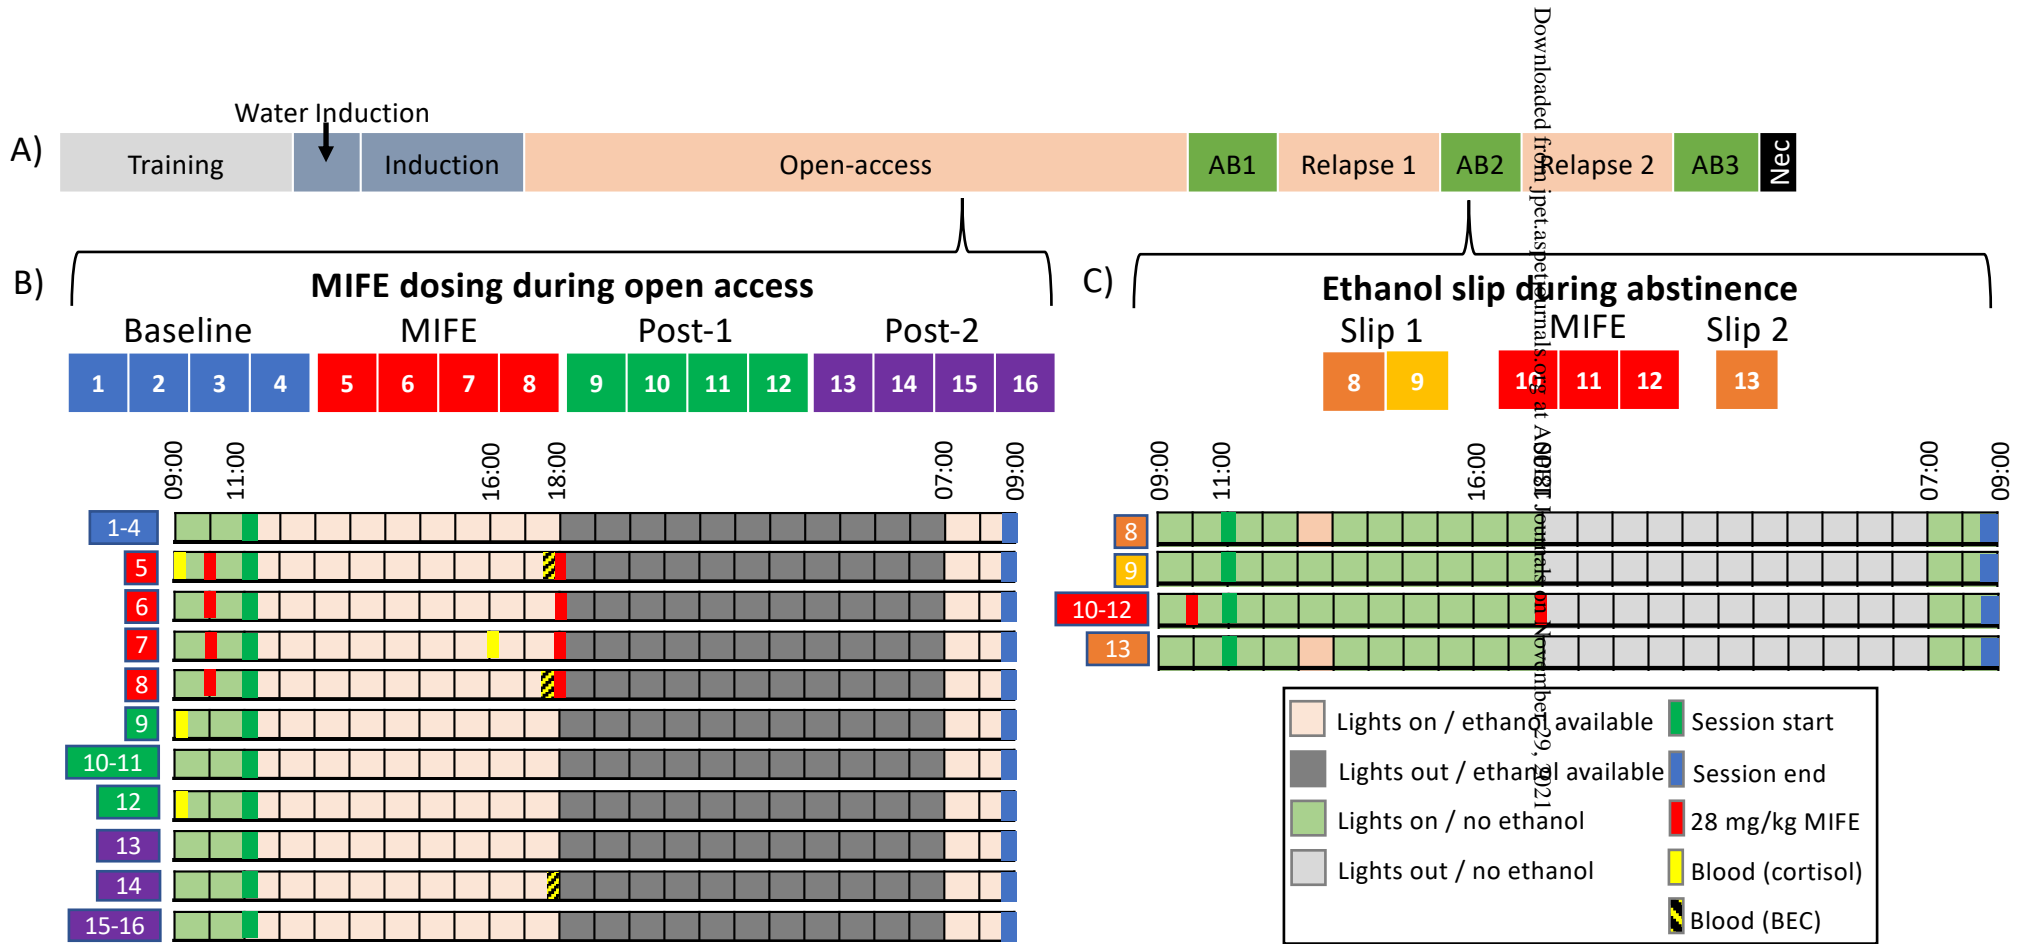 Water Induction
A)
Training
Induction
Open-access
AB1
Relapse 1
AB2
Relapse 2
AB3
Nec
B)
MIFE dosing during open access
Baseline
MIFE
Post-1
Post-2
1 2 3 4 5 6 7 8 9 10 11 12 13 14 15 16
09:00 11:00 16:00 18:00 07:00 09:00
1-4
5
6
7
8
9
10-11
12
13
14
15-16
C)
Ethanol slip during abstinence
Slip 1
MIFE
Slip 2
8 9 10 11 12 13
09:00 11:00 16:00 07:00 09:00
8
9
10-12
13
Lights on / ethanol available
Lights out / ethanol available
Lights on / no ethanol
Lights out / no ethanol
Session start
Session end
28 mg/kg MIFE
Blood (cortisol)
Blood (BEC)
Downloaded from jpet.aspetjournals.org at ASPET Journals on November 29, 2021